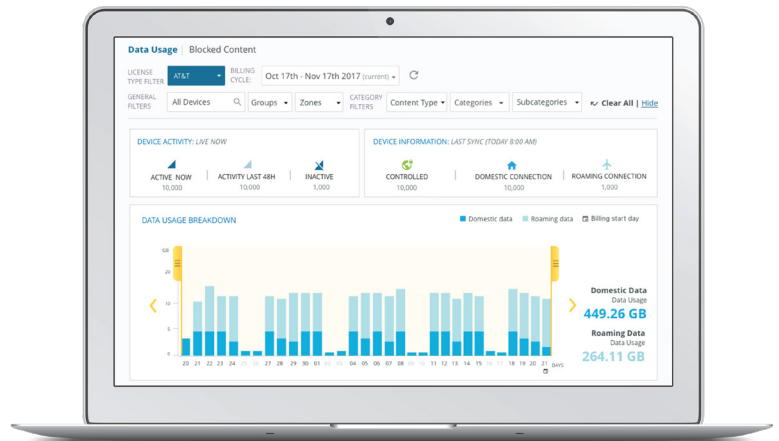 Data Usage | Blocked Content
LICENSE TYPE FILTER AT&T BILLING CYCLE: Oct 17th - Nov 17th 2017 (current)
GENERAL FILTERS All Devices Groups Zones CATEGORY FILTERS Content Type Categories Subcategories Clear All | Hide
DEVICE ACTIVITY: LIVE NOW
ACTIVE NOW ACTIVITY LAST 48H INACTIVE
10,000 10,000 1,000
DEVICE INFORMATION: LAST SYNC (TODAY 8:00 AM)
CONTROLLED DOMESTIC CONNECTION ROAMING CONNECTION
10,000 10,000 1,000
DATA USAGE BREAKDOWN
Domestic data Roaming data Billing start day
GB
20
10
5
0
20 21 22 23 24 25 26 27 28 29 30 01 02 03 04 05 06 07 08 09 10 11 12 13 14 15 16 17 18 19 20 21 DAYS
Domestic Data
Data Usage
449.26 GB
Roaming Data
Data Usage
264.11 GB